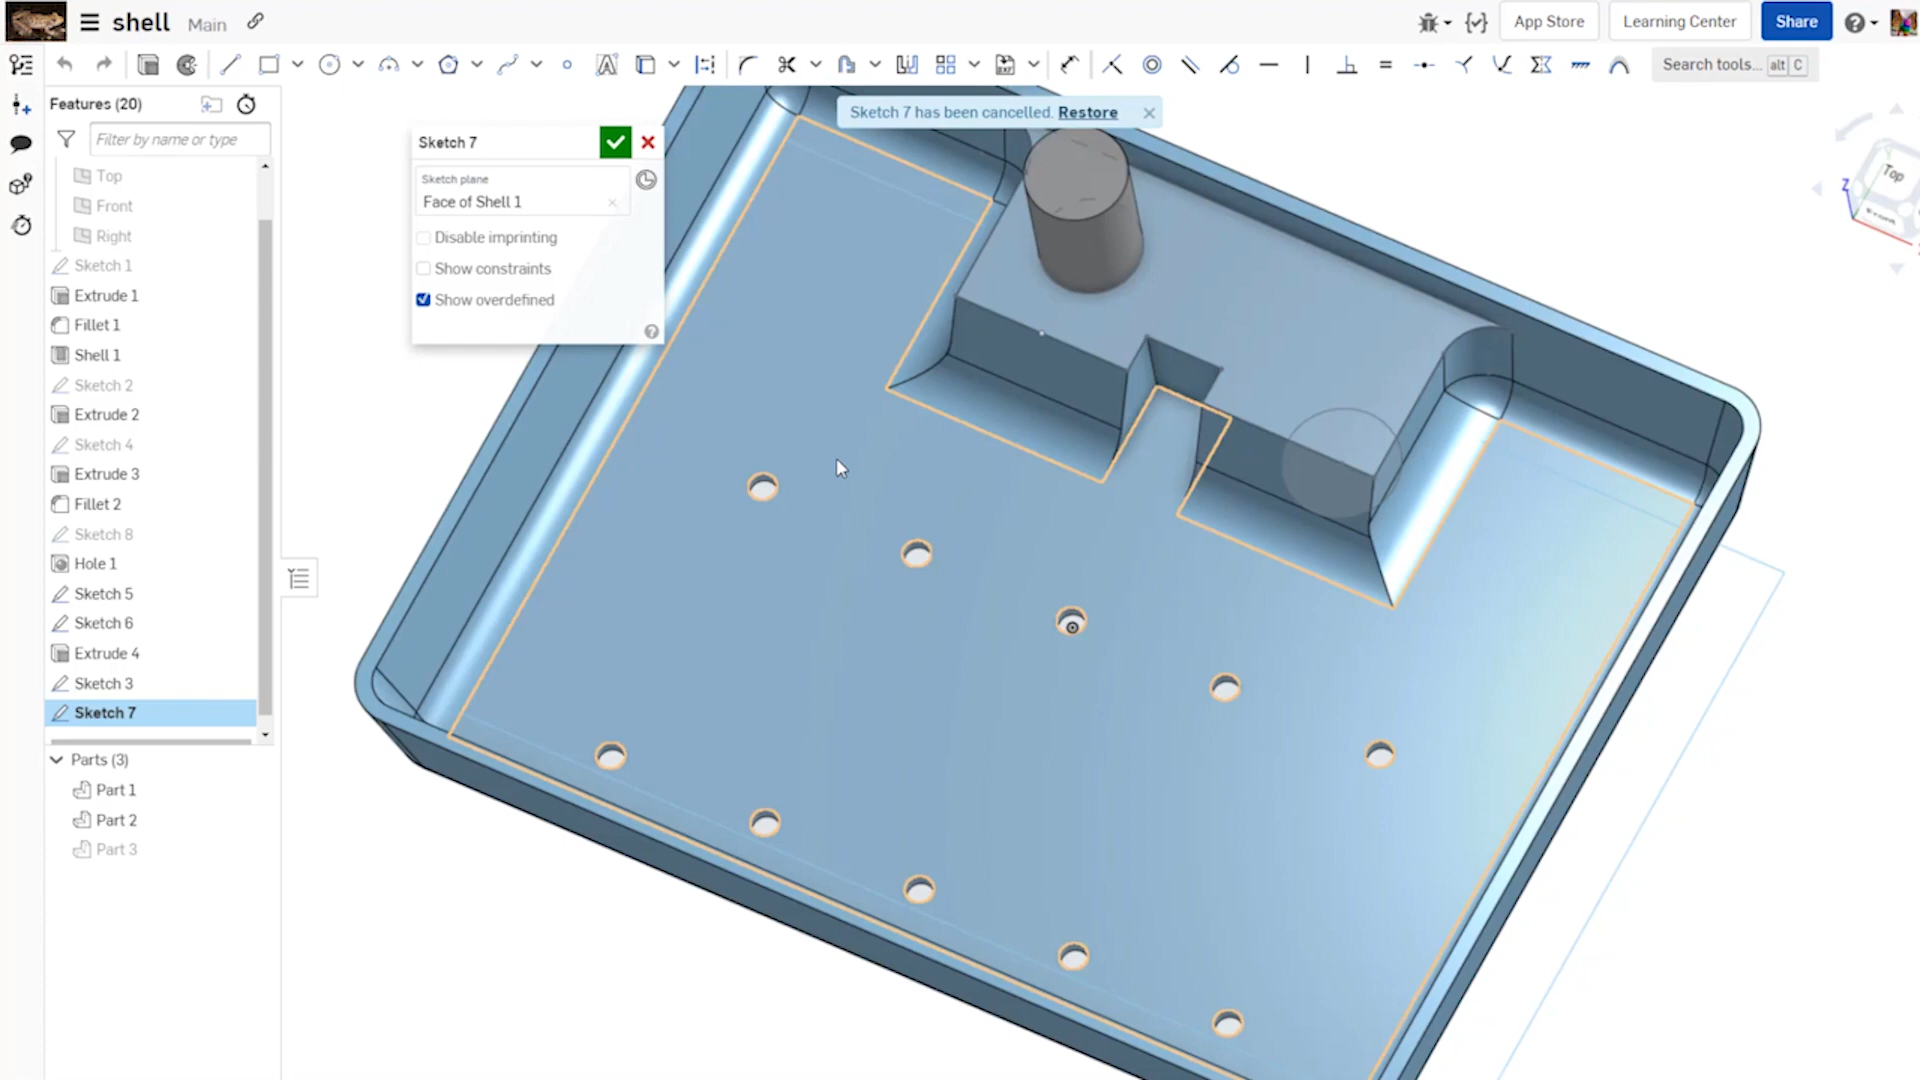 shell Main
App Store
Learning Center
Share
Search tools... alt C
Features (20)
Filter by name or type
Top
Front
Right
Sketch 1
Extrude 1
Fillet 1
Shell 1
Sketch 2
Extrude 2
Sketch 4
Extrude 3
Fillet 2
Sketch 8
Hole 1
Sketch 5
Sketch 6
Extrude 4
Sketch 3
Sketch 7
Parts (3)
Part 1
Part 2
Part 3
Sketch 7 has been cancelled. Restore
Sketch 7
Sketch plane
Face of Shell 1
Disable imprinting
Show constraints
Show overdefined
Top
Z